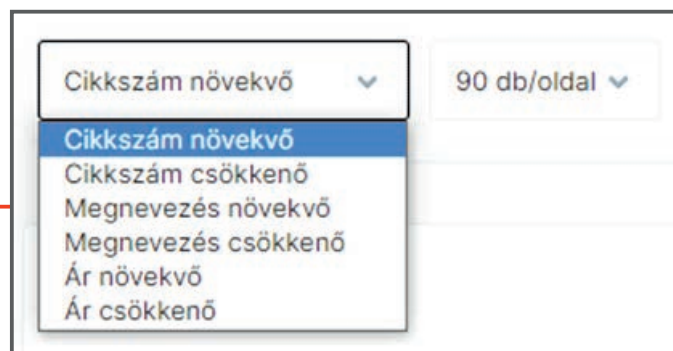 Cikkszám növekvő
90 db/oldal
Cikkszám növekvő
Cikkszám csökkenő
Megnevezés növekvő
Megnevezés csökkenő
Ár növekvő
Ár csökkenő